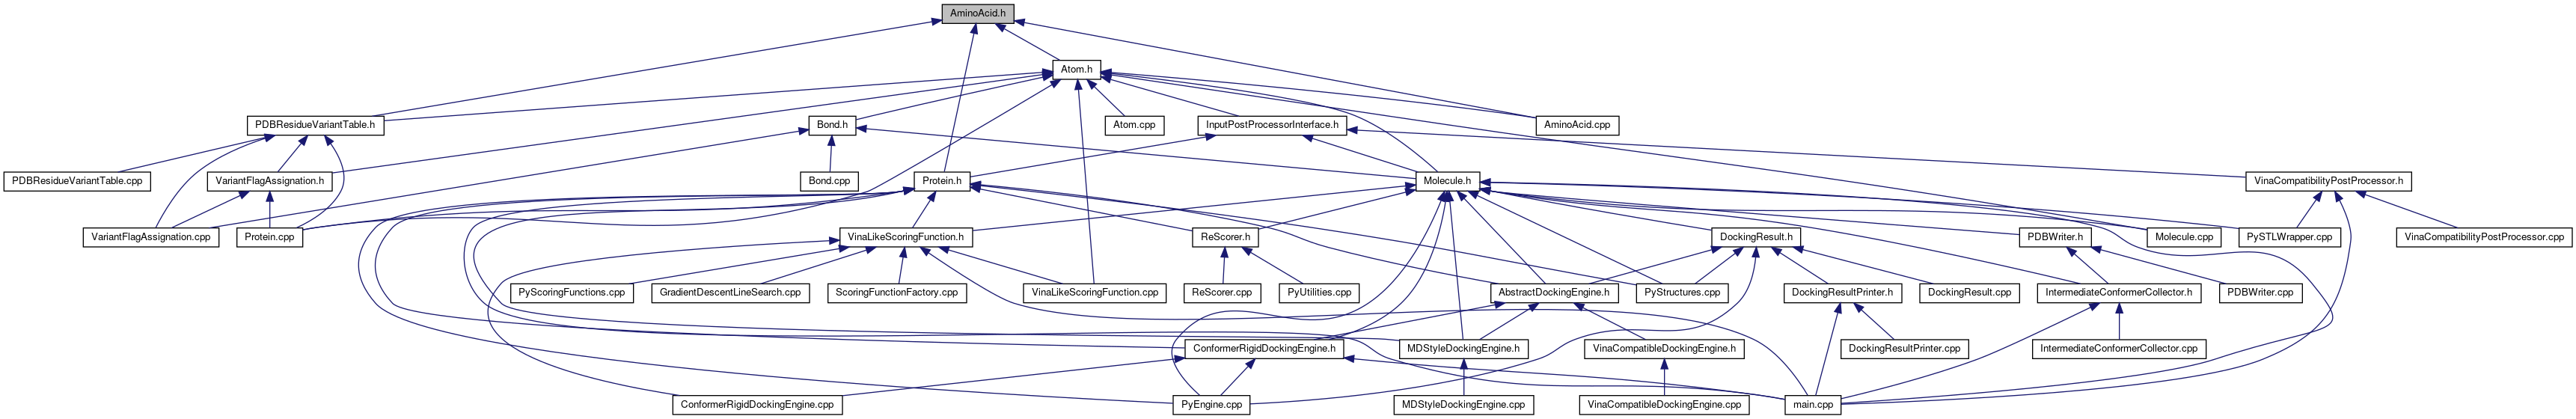 AminoAcid.h
Atom.h
PDBResidueVariantTable.h
Bond.h
Atom.cpp
InputPostProcessorInterface.h
AminoAcid.cpp
PDBResidueVariantTable.cpp
VariantFlagAssignation.h
Bond.cpp
Protein.h
Molecule.h
VinaCompatibilityPostProcessor.h
VariantFlagAssignation.cpp
Protein.cpp
VinaLikeScoringFunction.h
ReScorer.h
DockingResult.h
PDBWriter.h
Molecule.cpp
PySTLWrapper.cpp
VinaCompatibilityPostProcessor.cpp
PyScoringFunctions.cpp
GradientDescentLineSearch.cpp
ScoringFunctionFactory.cpp
VinaLikeScoringFunction.cpp
ReScorer.cpp
PyUtilities.cpp
AbstractDockingEngine.h
PyStructures.cpp
DockingResultPrinter.h
DockingResult.cpp
IntermediateConformerCollector.h
PDBWriter.cpp
ConformerRigidDockingEngine.h
MDStyleDockingEngine.h
VinaCompatibleDockingEngine.h
DockingResultPrinter.cpp
IntermediateConformerCollector.cpp
ConformerRigidDockingEngine.cpp
PyEngine.cpp
MDStyleDockingEngine.cpp
VinaCompatibleDockingEngine.cpp
main.cpp